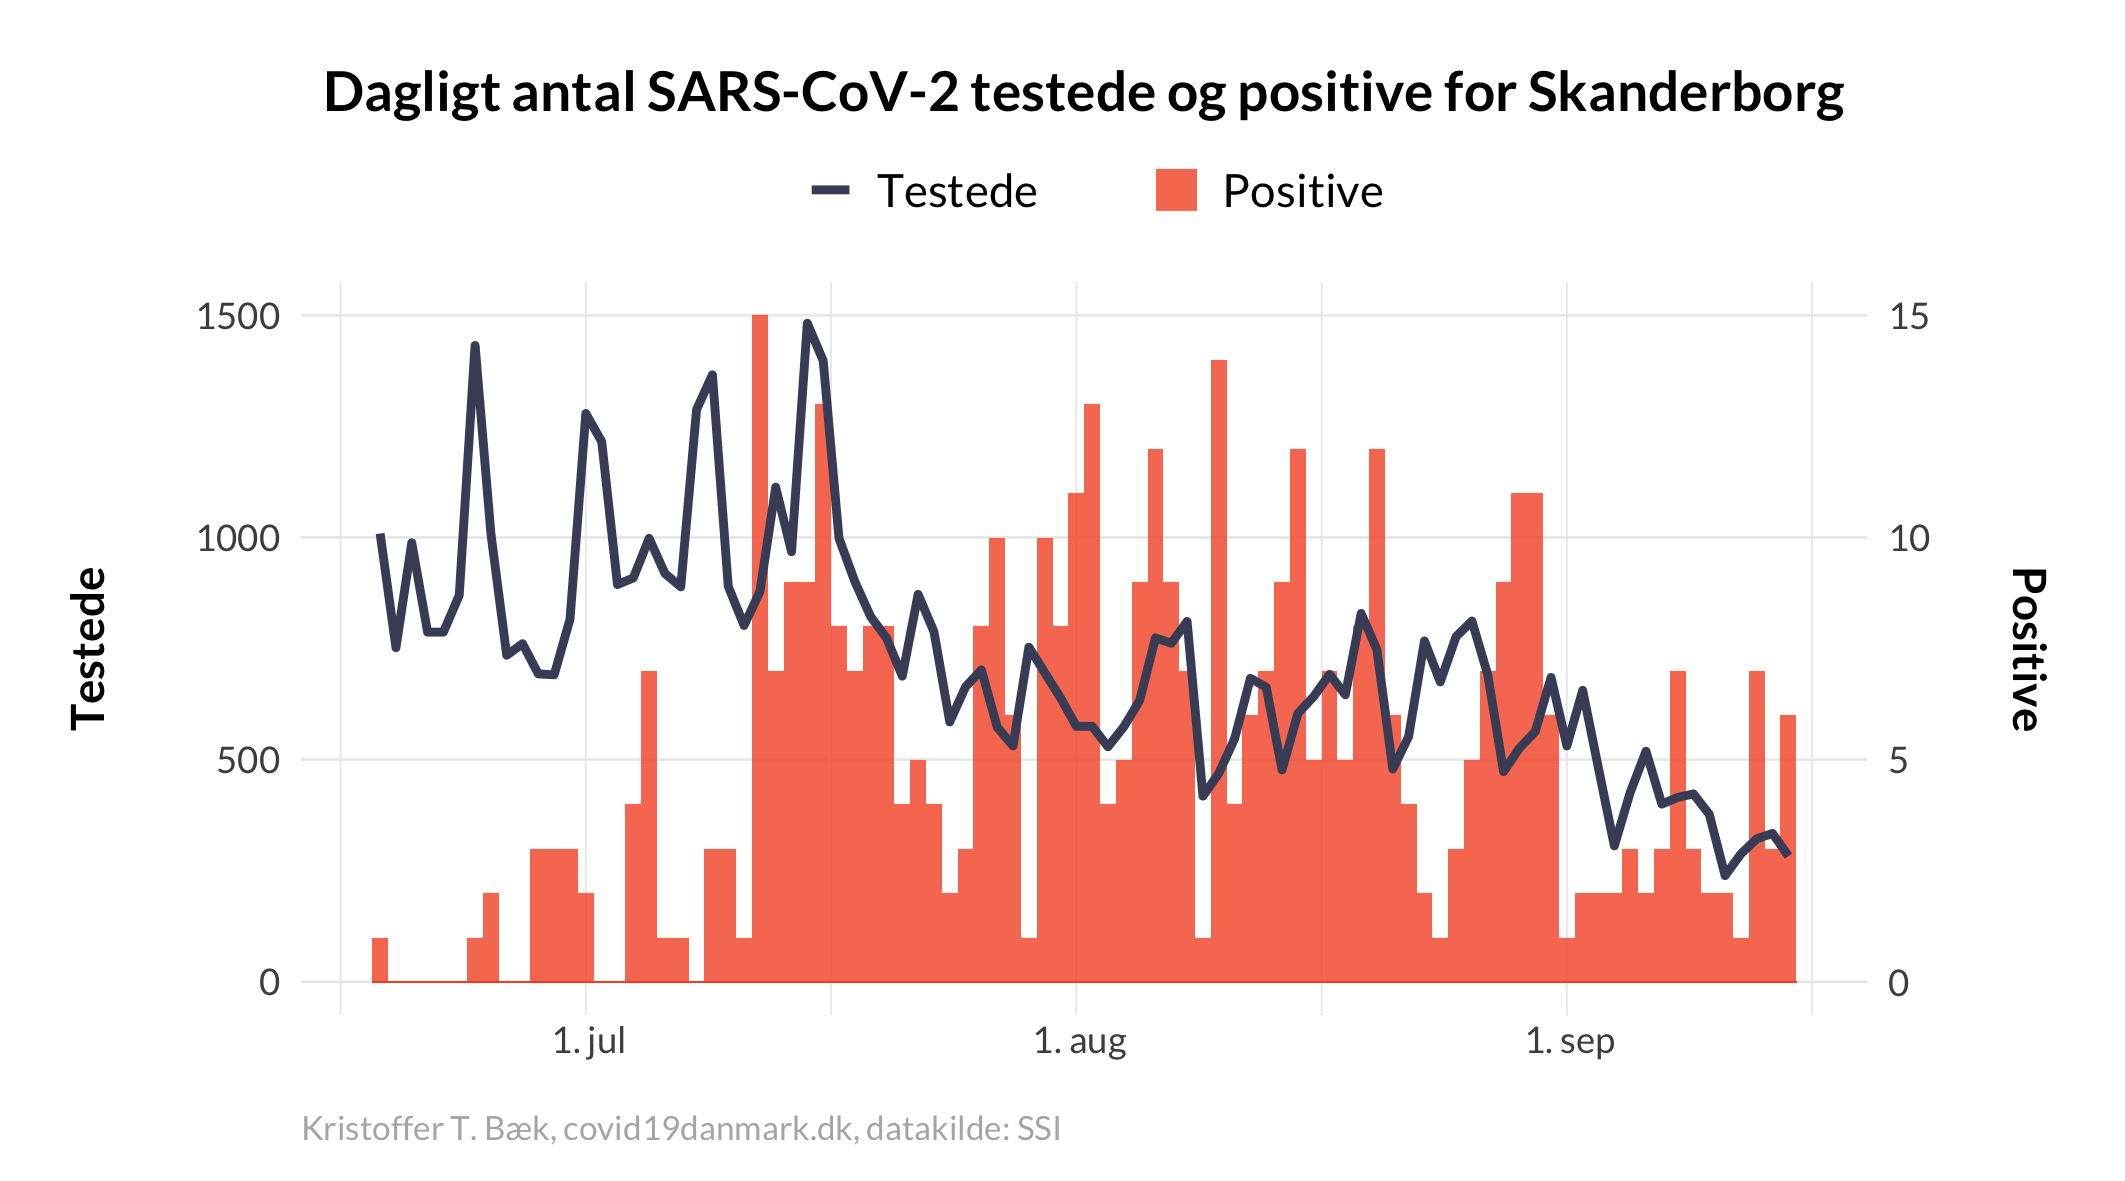 Dagligt antal SARS-CoV-2 testede og positive for Skanderborg
Testede
Positive
1500
1000
500
0
15
10
5
0
Testede
Positive
1. jul
1. aug
1. sep
Kristoffer T. Bæk, covid19danmark.dk, datakilde: SSI